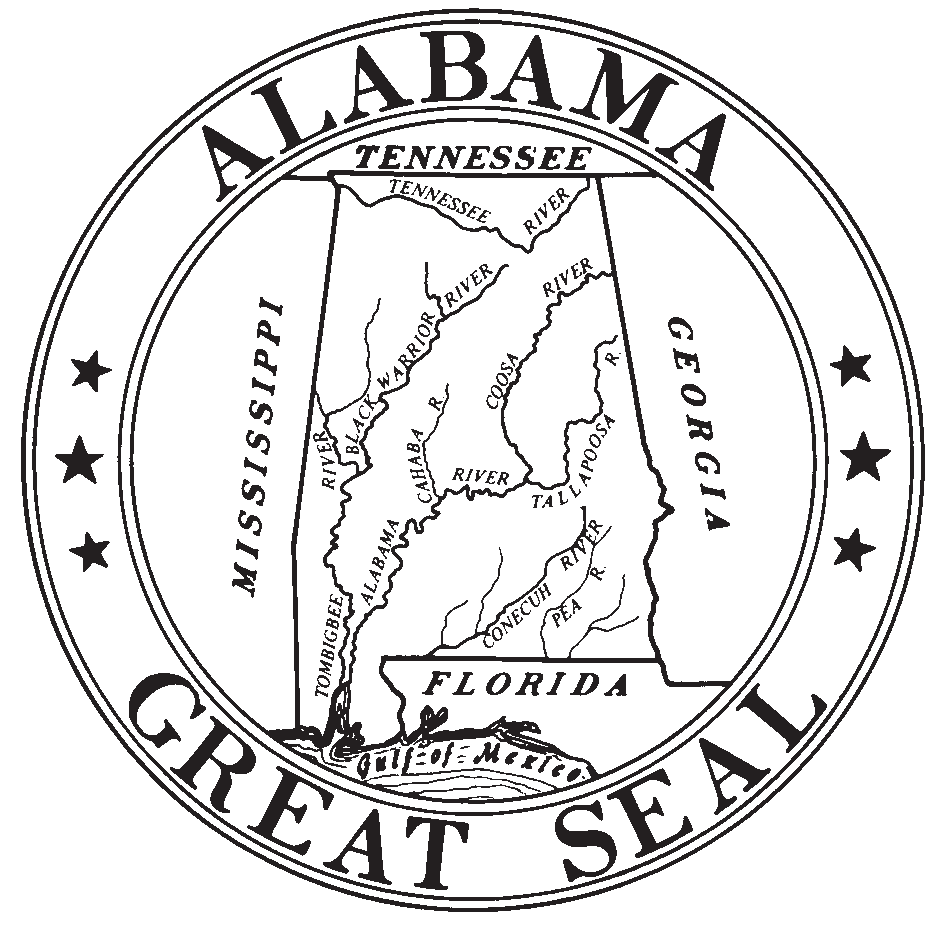 ALABAMA
TENNESSEE
TENNESSEE RIVER
RIVER
RIVER
BLACK WARRIOR
COOSA
R.
MISSISSIPPI
GEORGIA
CAHABA R.
RIVER
RIVER
TALLAPOOSA
ALABAMA
TOMBIGBEE
CONECUH RIVER
PEA R.
FLORIDA
Gulf=of=Mexico
GREAT SEAL